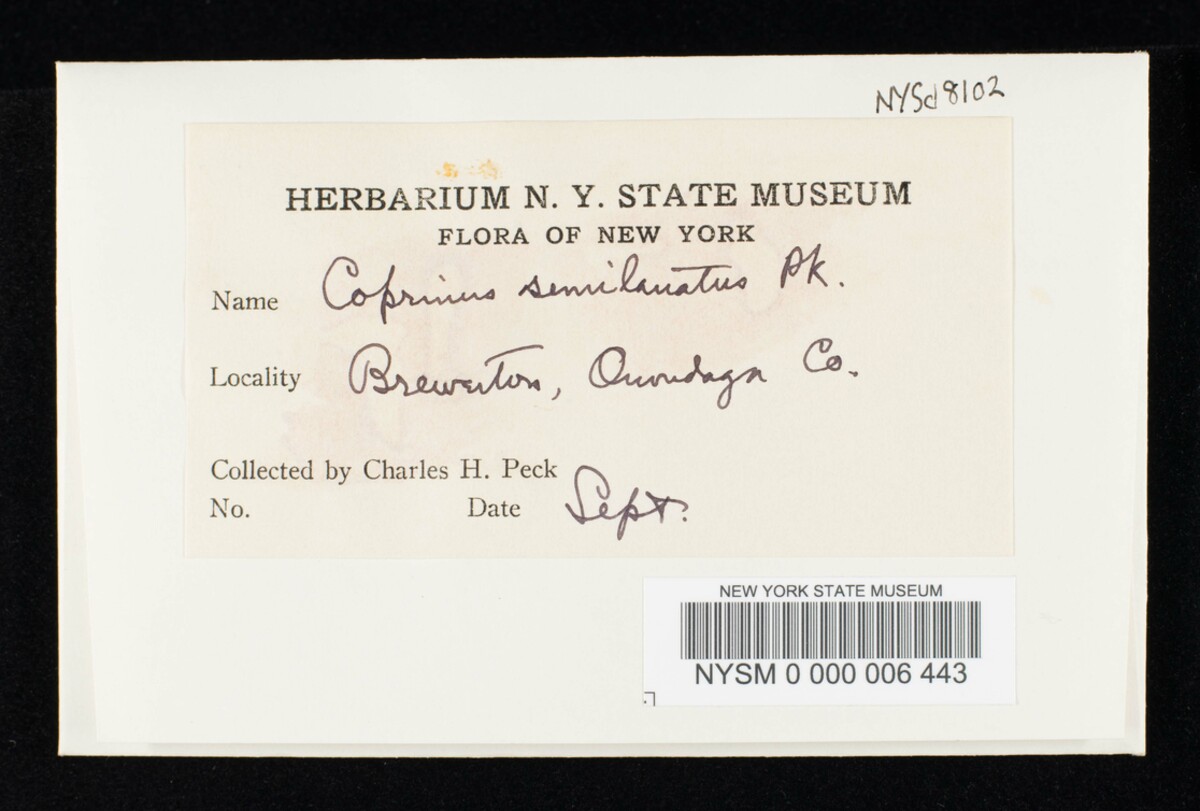 NYSd8102
HERBARIUM N. Y. STATE MUSEUM
FLORA OF NEW YORK
Name Coprinus semilanatus Pk.
Locality Brewerton, Onondaga Co.
Collected by Charles H. Peck
No. Date Sept.
NEW YORK STATE MUSEUM
NYSM 0 000 006 443